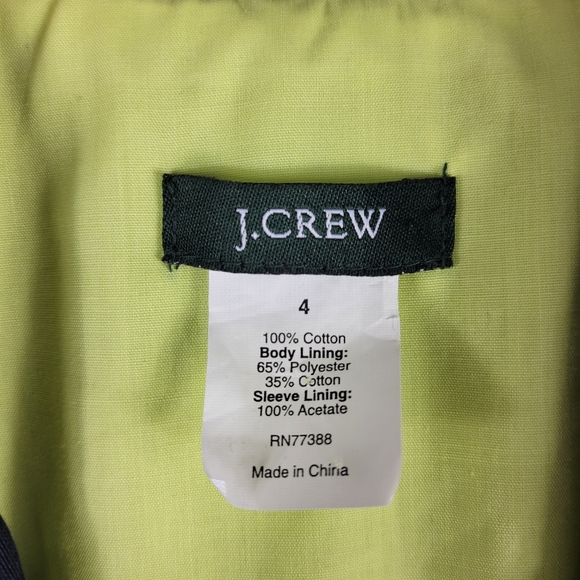 J.CREW
4
100% Cotton
Body Lining:
65% Polyester
35% Cotton
Sleeve Lining:
100% Acetate
RN77388
Made in China